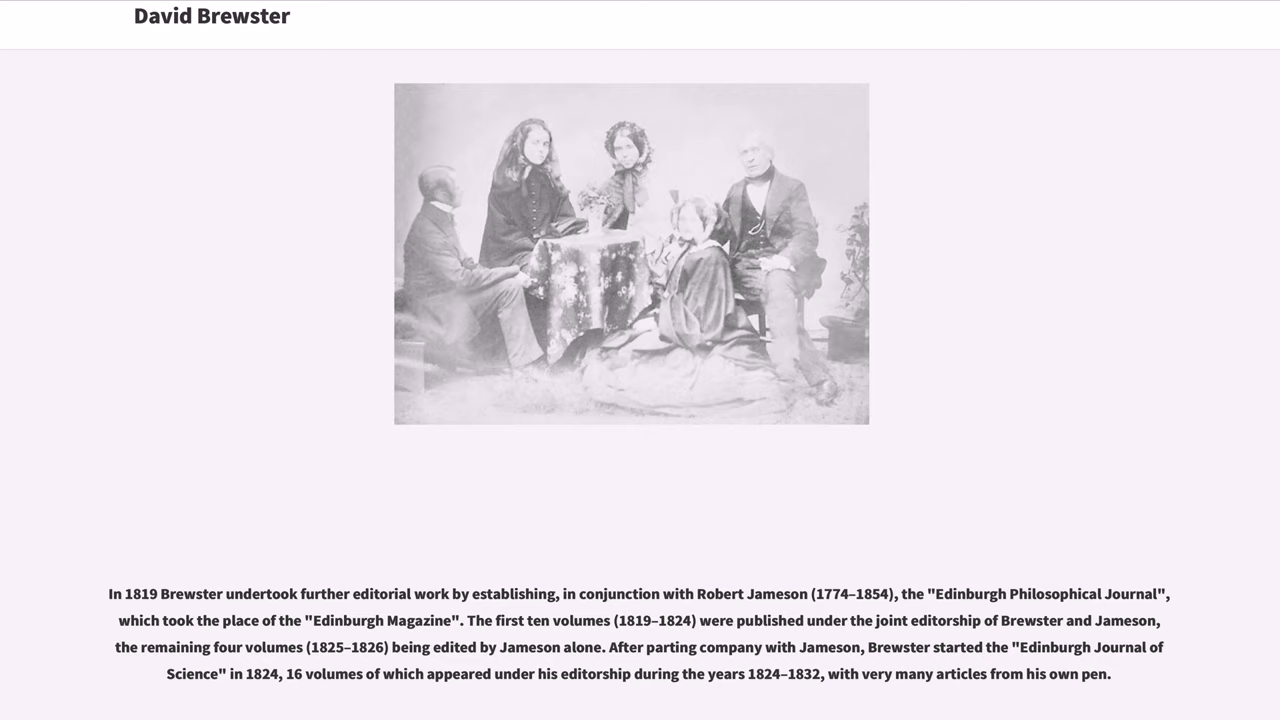 David Brewster
In 1819 Brewster undertook further editorial work by establishing, in conjunction with Robert Jameson (1774–1854), the "Edinburgh Philosophical Journal",
which took the place of the "Edinburgh Magazine". The first ten volumes (1819–1824) were published under the joint editorship of Brewster and Jameson,
the remaining four volumes (1825–1826) being edited by Jameson alone. After parting company with Jameson, Brewster started the "Edinburgh Journal of
Science" in 1824, 16 volumes of which appeared under his editorship during the years 1824–1832, with very many articles from his own pen.